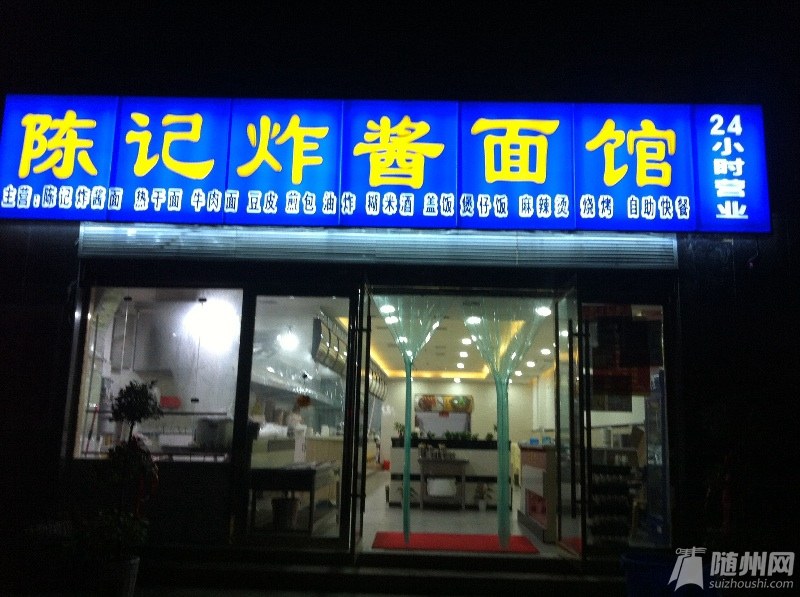 陈记炸酱面馆
24小时营业
主营:陈记炸酱面 热干面 牛肉面 豆皮 煎包 油炸 糊米酒 盖饭 煲仔饭 麻辣烫 烧烤 自助快餐
随州网
suizhoushi.com